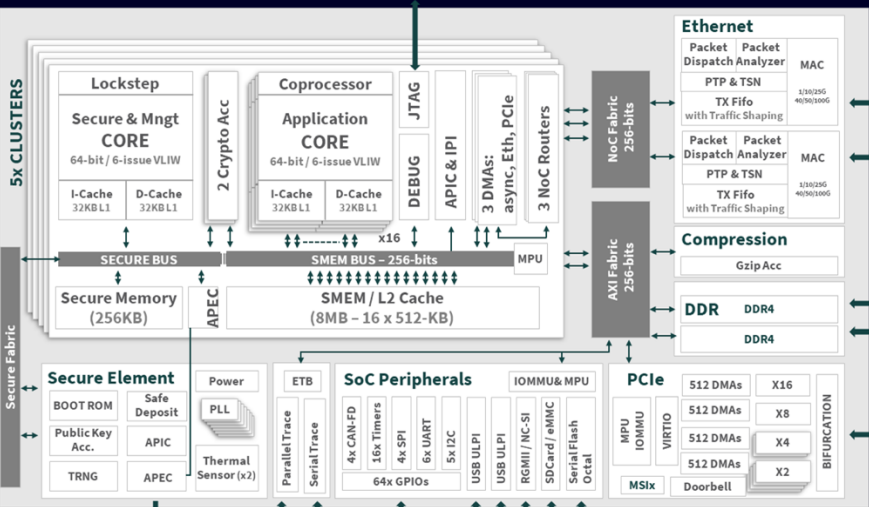 5x CLUSTERS
Lockstep
Secure & Mngt
CORE
64-bit / 6-issue VLIW
I-Cache
32KB L1
D-Cache
32KB L1
2 Crypto Acc
Coprocessor
Application
CORE
64-bit / 6-issue VLIW
I-Cache
32KB L1
D-Cache
32KB L1
x16
JTAG
DEBUG
APIC & IPI
3 DMAs:
async, Eth, PCIe
3 NoC Routers
SECURE BUS
SMEM BUS – 256-bits
MPU
Secure Memory
(256KB)
APEC
SMEM / L2 Cache
(8MB – 16 x 512-KB)
NoC Fabric
256-bits
AXI Fabric
256-bits
Ethernet
Packet
Dispatch
Packet
Analyzer
PTP & TSN
TX Fifo
with Traffic Shaping
MAC
1/10/25G
40/50/100G
Packet
Dispatch
Packet
Analyzer
PTP & TSN
TX Fifo
with Traffic Shaping
MAC
1/10/25G
40/50/100G
Compression
Gzip Acc
DDR
DDR4
DDR4
Secure Fabric
Secure Element
BOOT ROM
Safe
Deposit
Public Key
Acc.
APIC
TRNG
APEC
Power
PLL
Thermal
Sensor (x2)
ETB
Parallel Trace
Serial Trace
SoC Peripherals
IOMMU& MPU
4x CAN-FD
16x Timers
4x SPI
6x UART
5x I2C
64x GPIOs
USB ULPI
USB ULPI
RGMII / NC-SI
SDCard / eMMC
Serial Flash
Octal
PCIe
MPU
IOMMU
VIRTIO
MSIx
512 DMAs
512 DMAs
512 DMAs
512 DMAs
Doorbell
X16
X8
X4
X2
BIFURCATION